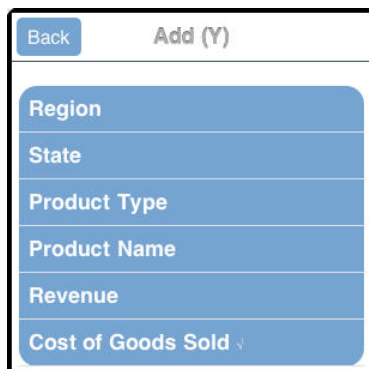 Back Add (Y)
Region
State
Product Type
Product Name
Revenue
Cost of Goods Sold √